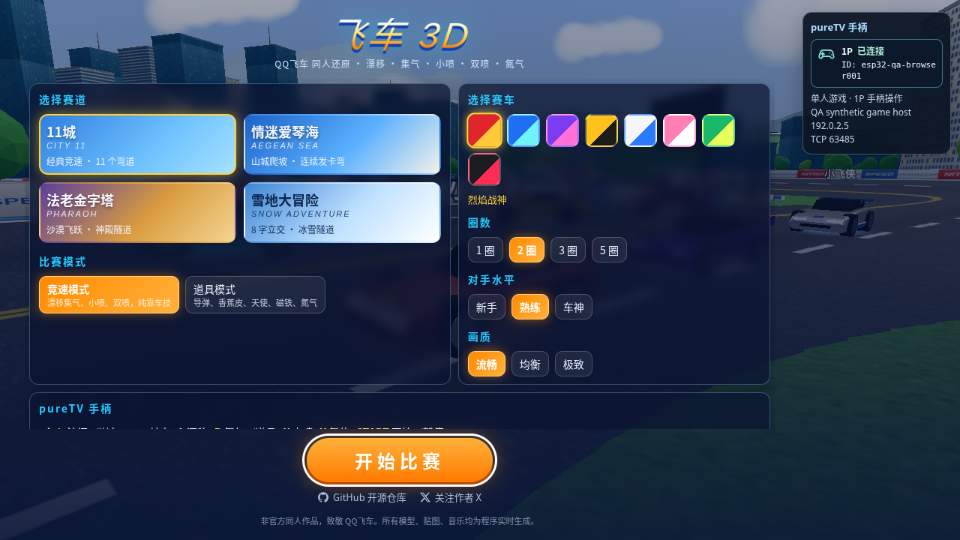 飞车 3D
QQ飞车 同人还原 • 漂移 • 集气 • 小喷 • 双喷 • 氮气
选择赛道
11城
CITY 11
经典竞速 • 11 个弯道
情迷爱琴海
AEGEAN SEA
山城爬坡 • 连续发卡弯
法老金字塔
PHARAOH
沙漠飞跃 • 神殿隧道
雪地大冒险
SNOW ADVENTURE
8 字立交 • 冰雪隧道
比赛模式
竞速模式
漂移集气、小喷、双喷，纯靠车技
道具模式
导弹、香蕉皮、天使、磁铁、氮气
选择赛车
烈焰战神
圈数
1 圈
2 圈
3 圈
5 圈
对手水平
新手
熟练
车神
画质
流畅
均衡
极致
pureTV 手柄
开始比赛
GitHub 开源仓库
关注作者 X
非官方同人作品，致敬 QQ飞车。所有模型、贴图、音乐均为程序实时生成。
pureTV 手柄
1P 已连接
ID: esp32-qa-browse
r001
单人游戏 · 1P 手柄操作
QA synthetic game host
192.0.2.5
TCP 63485
小飞侠
SPEED